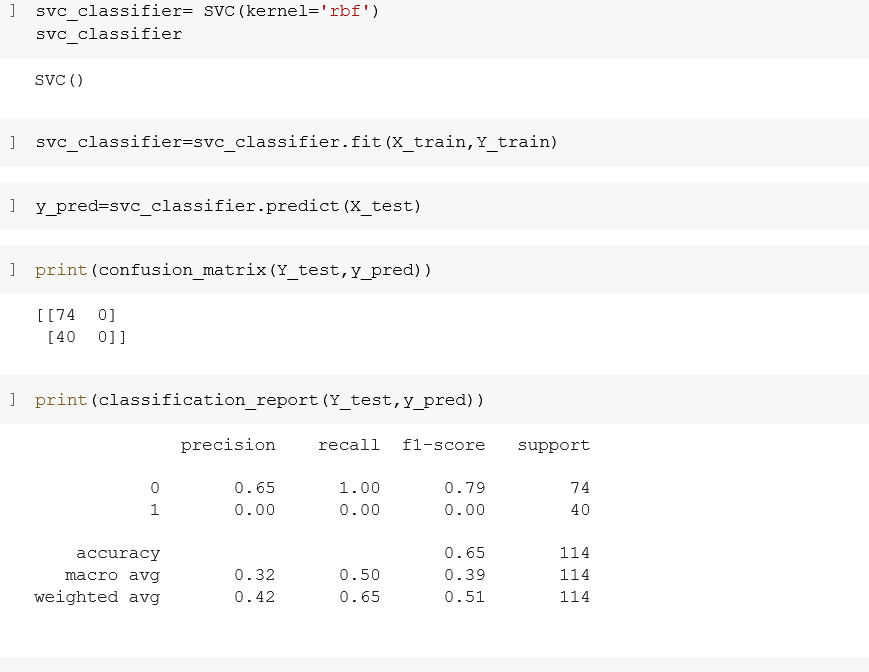 ] svc_classifier= SVC(kernel='rbf')
svc_classifier
SVC()
] svc_classifier=svc_classifier.fit(X_train,Y_train)
] y_pred=svc_classifier.predict(X_test)
] print(confusion_matrix(Y_test,y_pred))
[[74  0]
 [40  0]]
] print(classification_report(Y_test,y_pred))
precision    recall  f1-score   support
0       0.65      1.00      0.79        74
1       0.00      0.00      0.00        40
accuracy                           0.65       114
macro avg       0.32      0.50      0.39       114
weighted avg       0.42      0.65      0.51       114